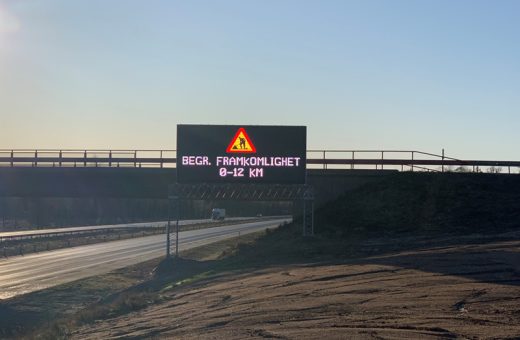 BEGR. FRAMKOMLIGHET
0-12 KM